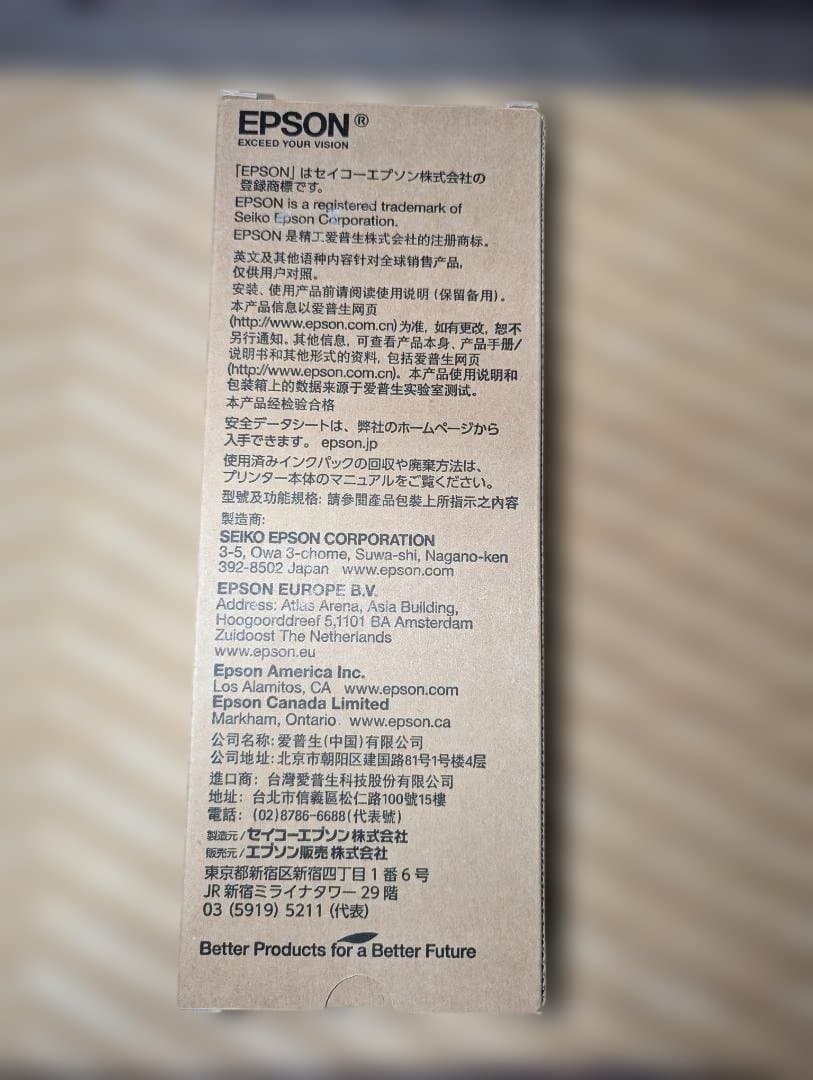 EPSON®
EXCEED YOUR VISION
「EPSON」はセイコーエプソン株式会社の
登録商標です。
EPSON is a registered trademark of
Seiko Epson Corporation.
EPSON 是精工爱普生株式会社的注册商标。
英文及其他语种内容针对全球销售产品,
仅供用户对照。
安装、使用产品前请阅读使用说明 (保留备用)。
本产品信息以爱普生网页
(http://www.epson.com.cn)为准, 如有更改, 恕不
另行通知。其他信息, 可查看产品本身、产品手册/
说明书和其他形式的资料, 包括爱普生网页
(http://www.epson.com.cn)。本产品使用说明和
包装箱上的数据来源于爱普生实验室测试。
本产品经检验合格
安全データシートは、弊社のホームページから
入手できます。epson.jp
使用済みインクパックの回収や廃棄方法は、
プリンター本体のマニュアルをご覧ください。
型號及功能規格: 請參閱產品包裝上所指示之內容
製造商:
SEIKO EPSON CORPORATION
3-5, Owa 3-chome, Suwa-shi, Nagano-ken
392-8502 Japan www.epson.com
EPSON EUROPE B.V.
Address: Atlas Arena, Asia Building,
Hoogoorddreef 5,1101 BA Amsterdam
Zuidoost The Netherlands
www.epson.eu
Epson America Inc.
Los Alamitos, CA www.epson.com
Epson Canada Limited
Markham, Ontario www.epson.ca
公司名称: 爱普生(中国)有限公司
公司地址: 北京市朝阳区建国路81号1号楼4层
進口商: 台灣愛普生科技股份有限公司
地址: 台北市信義區松仁路100號15樓
電話: (02)8786-6688(代表號)
製造元/セイコーエプソン株式会社
販売元/エプソン販売 株式会社
東京都新宿区新宿四丁目1番6号
JR 新宿ミライナタワー 29 階
03 (5919) 5211 (代表)
Better Products for a Better Future